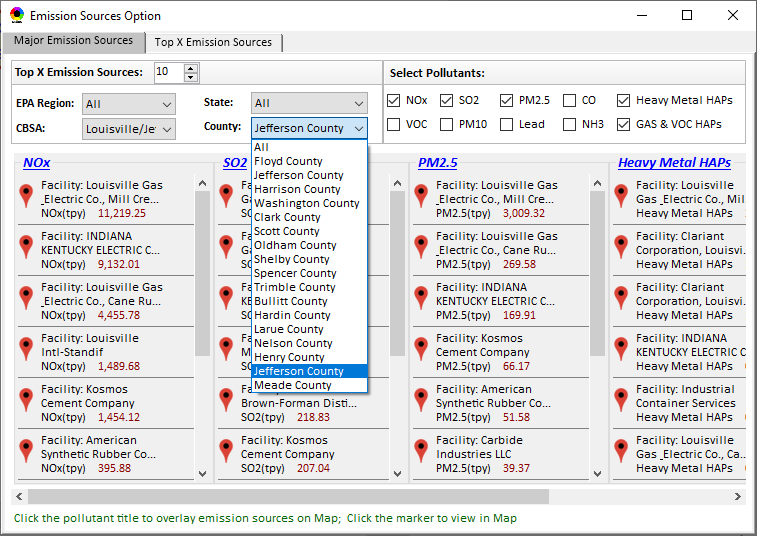 Emission Sources Option
Major Emission Sources
Top X Emission Sources
Top X Emission Sources: 10
EPA Region: All
State: All
CBSA: Louisville/Je
County: Jefferson County
Select Pollutants:
NOx SO2 PM2.5 CO Heavy Metal HAPs
VOC PM10 Lead NH3 GAS & VOC HAPs
All
Floyd County
Jefferson County
Harrison County
Washington County
Clark County
Scott County
Oldham County
Shelby County
Spencer County
Trimble County
Bullitt County
Hardin County
Larue County
Nelson County
Henry County
Jefferson County
Meade County
NOx
Facility: Louisville Gas
_Electric Co., Mill Cre...
NOx(tpy) 11,219.25
Facility: INDIANA
KENTUCKY ELECTRIC C...
NOx(tpy) 9,132.01
Facility: Louisville Gas
_Electric Co., Cane Ru...
NOx(tpy) 4,455.78
Facility: Louisville
Intl-Standif
NOx(tpy) 1,489.68
Facility: Kosmos
Cement Company
NOx(tpy) 1,454.12
Facility: American
Synthetic Rubber Co...
NOx(tpy) 395.88
SO2
Brown-Forman Disti...
SO2(tpy) 218.83
Facility: Kosmos
Cement Company
SO2(tpy) 207.04
PM2.5
Facility: Louisville Gas
_Electric Co., Mill Cre...
PM2.5(tpy) 3,009.32
Facility: Louisville Gas
_Electric Co., Cane Ru...
PM2.5(tpy) 269.58
Facility: INDIANA
KENTUCKY ELECTRIC C...
PM2.5(tpy) 169.91
Facility: Kosmos
Cement Company
PM2.5(tpy) 66.17
Facility: American
Synthetic Rubber Co...
PM2.5(tpy) 51.58
Facility: Carbide
Industries LLC
PM2.5(tpy) 39.37
Heavy Metal HAPs
Facility: Louisville
Gas _Electric Co., Mil
Heavy Metal HAPs
Facility: Clariant
Corporation, Louisvi.
Heavy Metal HAPs
Facility: Clariant
Corporation, Louisvi.
Heavy Metal HAPs
Facility: INDIANA
KENTUCKY ELECTRIC
Heavy Metal HAPs
Facility: Industrial
Container Services
Heavy Metal HAPs
Facility: Louisville
Gas _Electric Co., Ca
Heavy Metal HAPs
Click the pollutant title to overlay emission sources on Map; Click the marker to view in Map